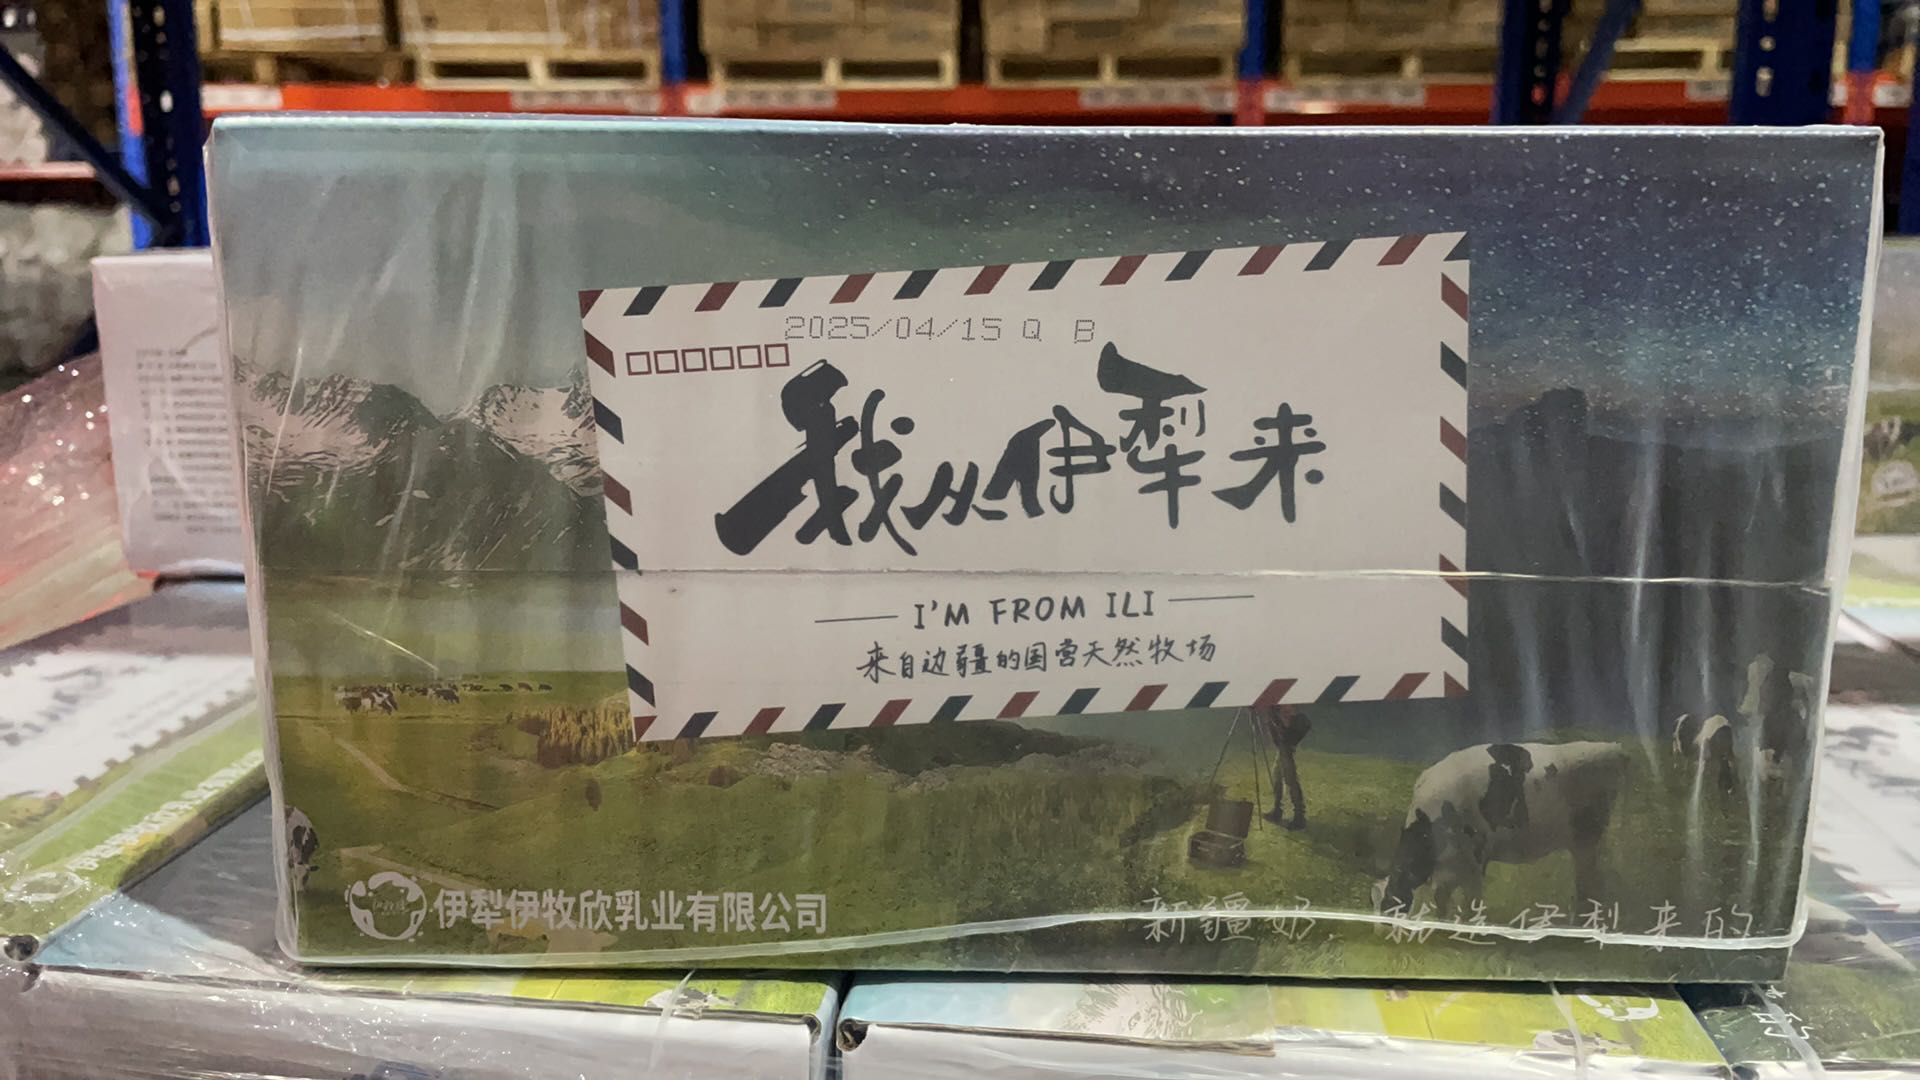 2025/04/15 Q B
我从伊犁来
I'M FROM ILI
来自边疆的国营天然牧场
伊犁伊牧欣乳业有限公司
新疆奶，就选伊犁来的